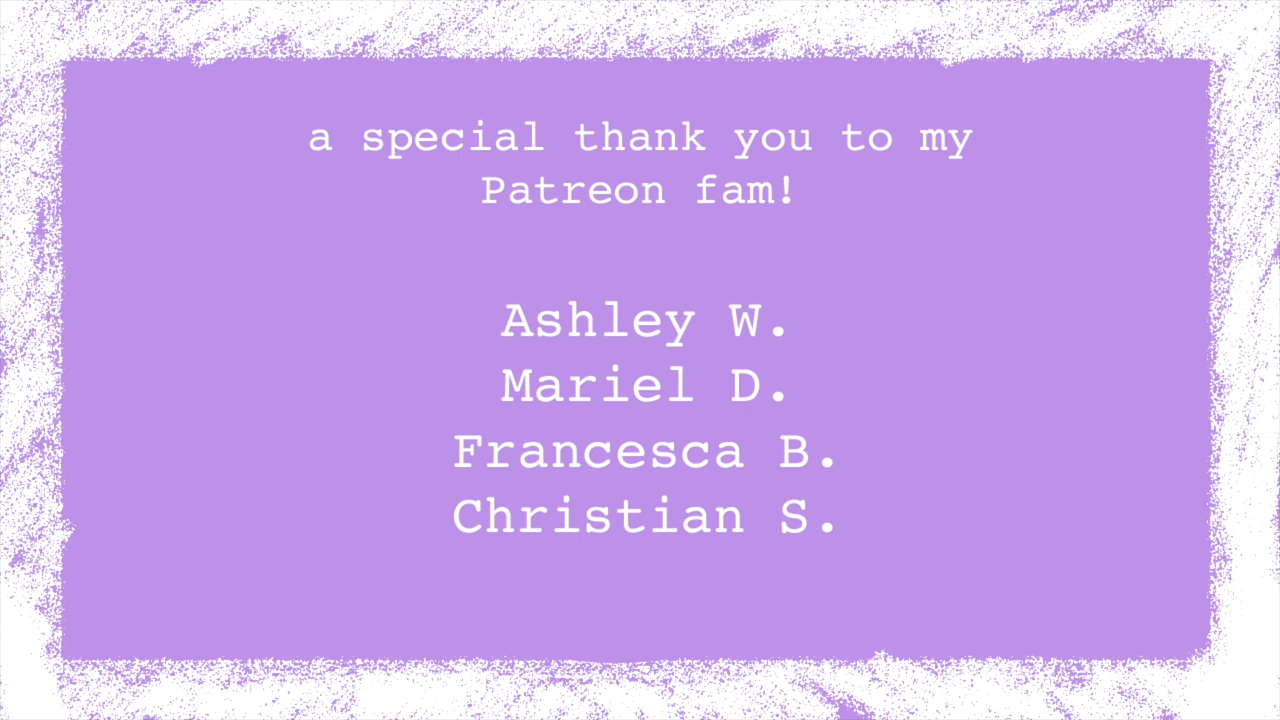 a special thank you to my
Patreon fam!
Ashley W.
Mariel D.
Francesca B.
Christian S.